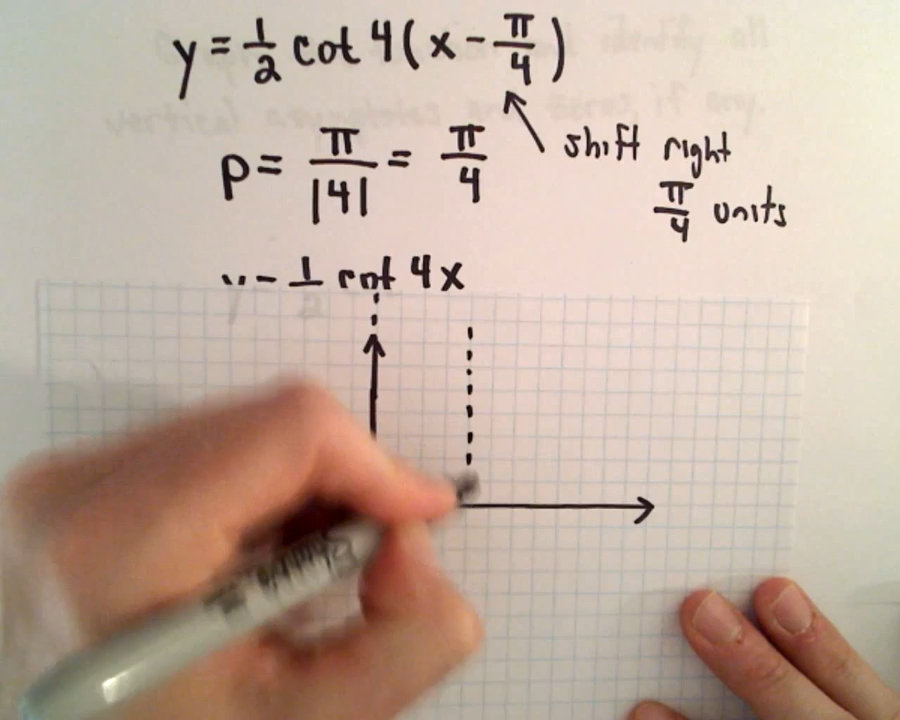 y = 1/2 cot 4(x - π/4)
p = π/|4| = π/4 shift right
π/4 units
y = 1/2 cot 4x